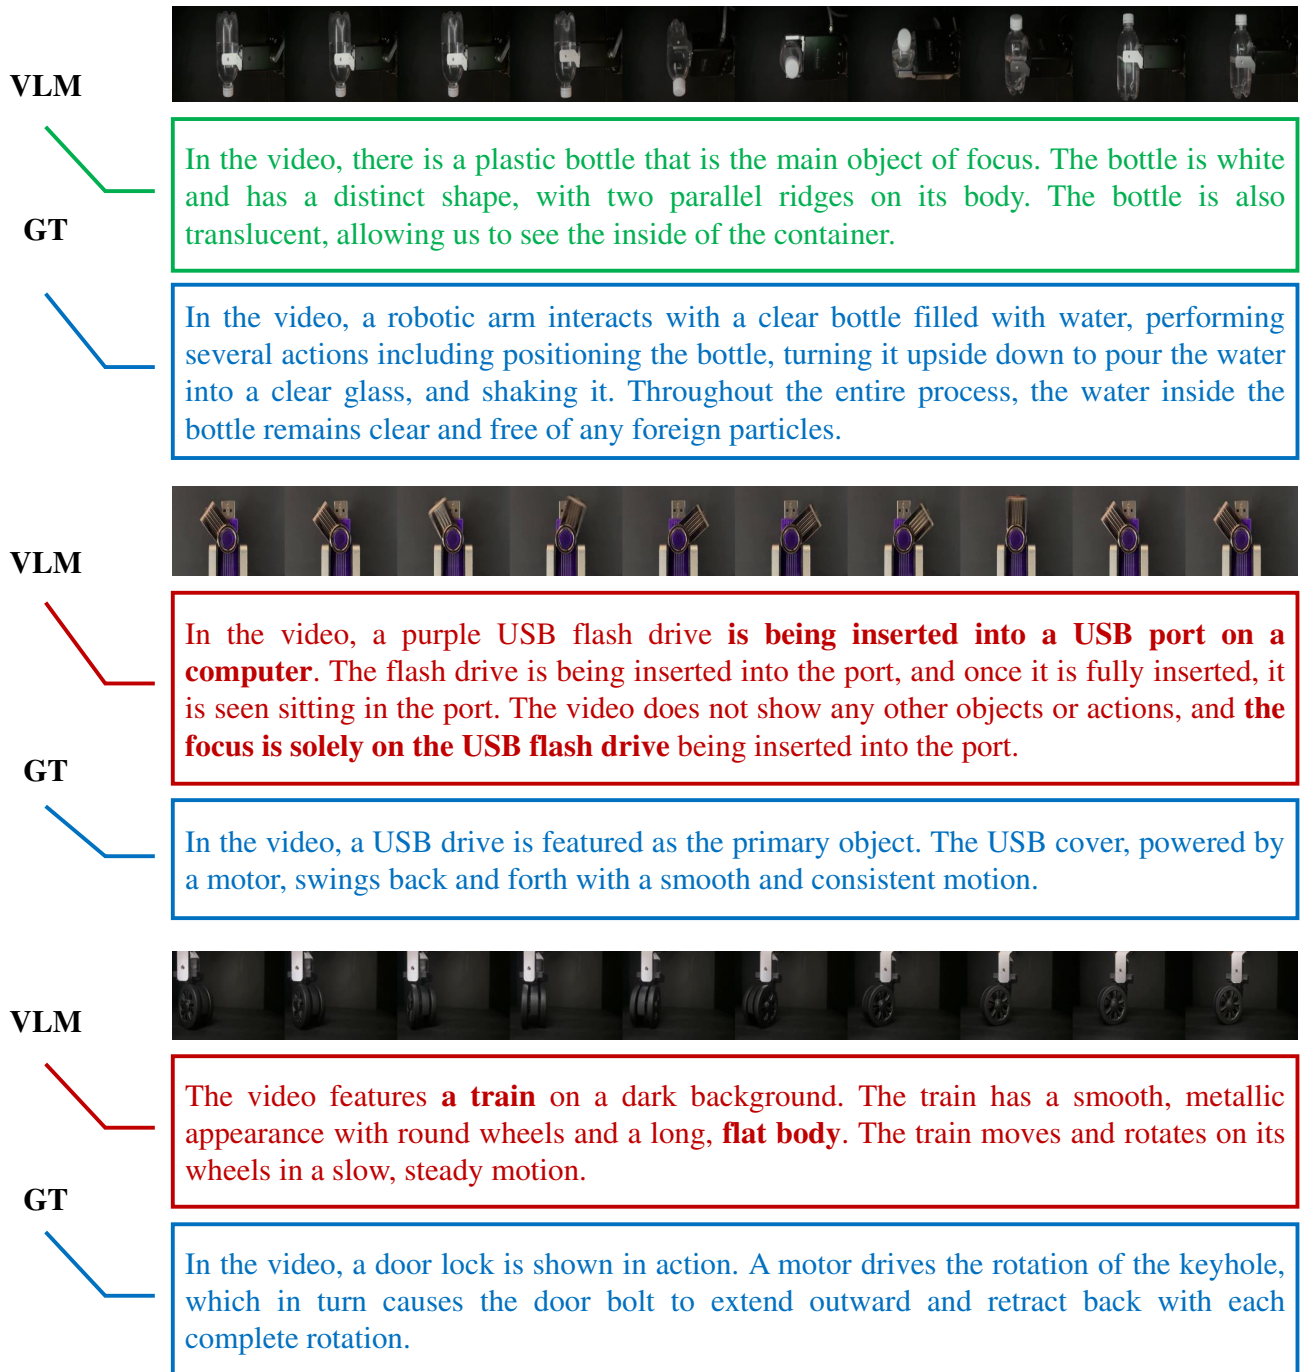 VLM
In the video, there is a plastic bottle that is the main object of focus. The bottle is white
and has a distinct shape, with two parallel ridges on its body. The bottle is also
translucent, allowing us to see the inside of the container.
GT
In the video, a robotic arm interacts with a clear bottle filled with water, performing
several actions including positioning the bottle, turning it upside down to pour the water
into a clear glass, and shaking it. Throughout the entire process, the water inside the
bottle remains clear and free of any foreign particles.
VLM
In the video, a purple USB flash drive is being inserted into a USB port on a
computer. The flash drive is being inserted into the port, and once it is fully inserted, it
is seen sitting in the port. The video does not show any other objects or actions, and the
focus is solely on the USB flash drive being inserted into the port.
GT
In the video, a USB drive is featured as the primary object. The USB cover, powered by
a motor, swings back and forth with a smooth and consistent motion.
VLM
The video features a train on a dark background. The train has a smooth, metallic
appearance with round wheels and a long, flat body. The train moves and rotates on its
wheels in a slow, steady motion.
GT
In the video, a door lock is shown in action. A motor drives the rotation of the keyhole,
which in turn causes the door bolt to extend outward and retract back with each
complete rotation.